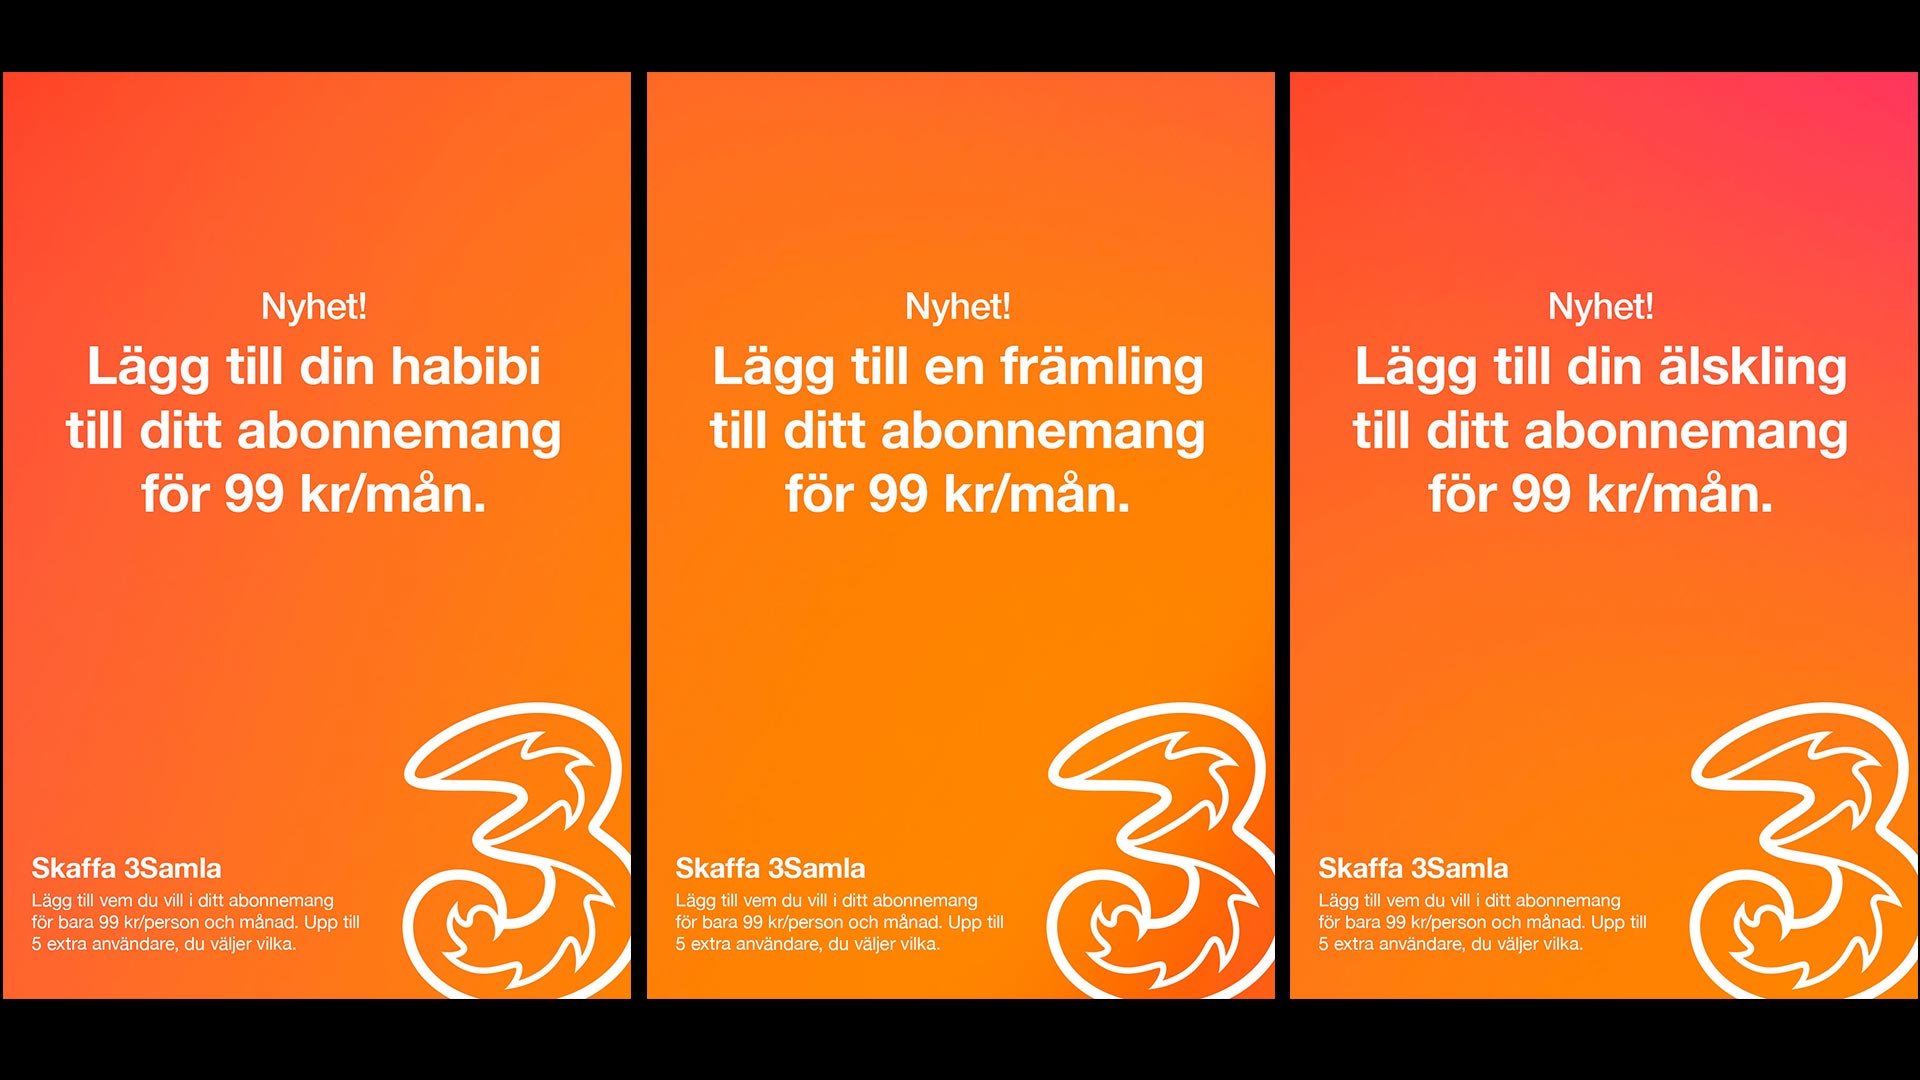 Nyhet!
Lägg till din habibi
till ditt abonnemang
för 99 kr/mån.
Skaffa 3Samla
Lägg till vem du vill i ditt abonnemang
för bara 99 kr/person och månad. Upp till
5 extra användare, du väljer vilka.
3
Nyhet!
Lägg till en främling
till ditt abonnemang
för 99 kr/mån.
Skaffa 3Samla
Lägg till vem du vill i ditt abonnemang
för bara 99 kr/person och månad. Upp till
5 extra användare, du väljer vilka.
3
Nyhet!
Lägg till din älskling
till ditt abonnemang
för 99 kr/mån.
Skaffa 3Samla
Lägg till vem du vill i ditt abonnemang
för bara 99 kr/person och månad. Upp till
5 extra användare, du väljer vilka.
3